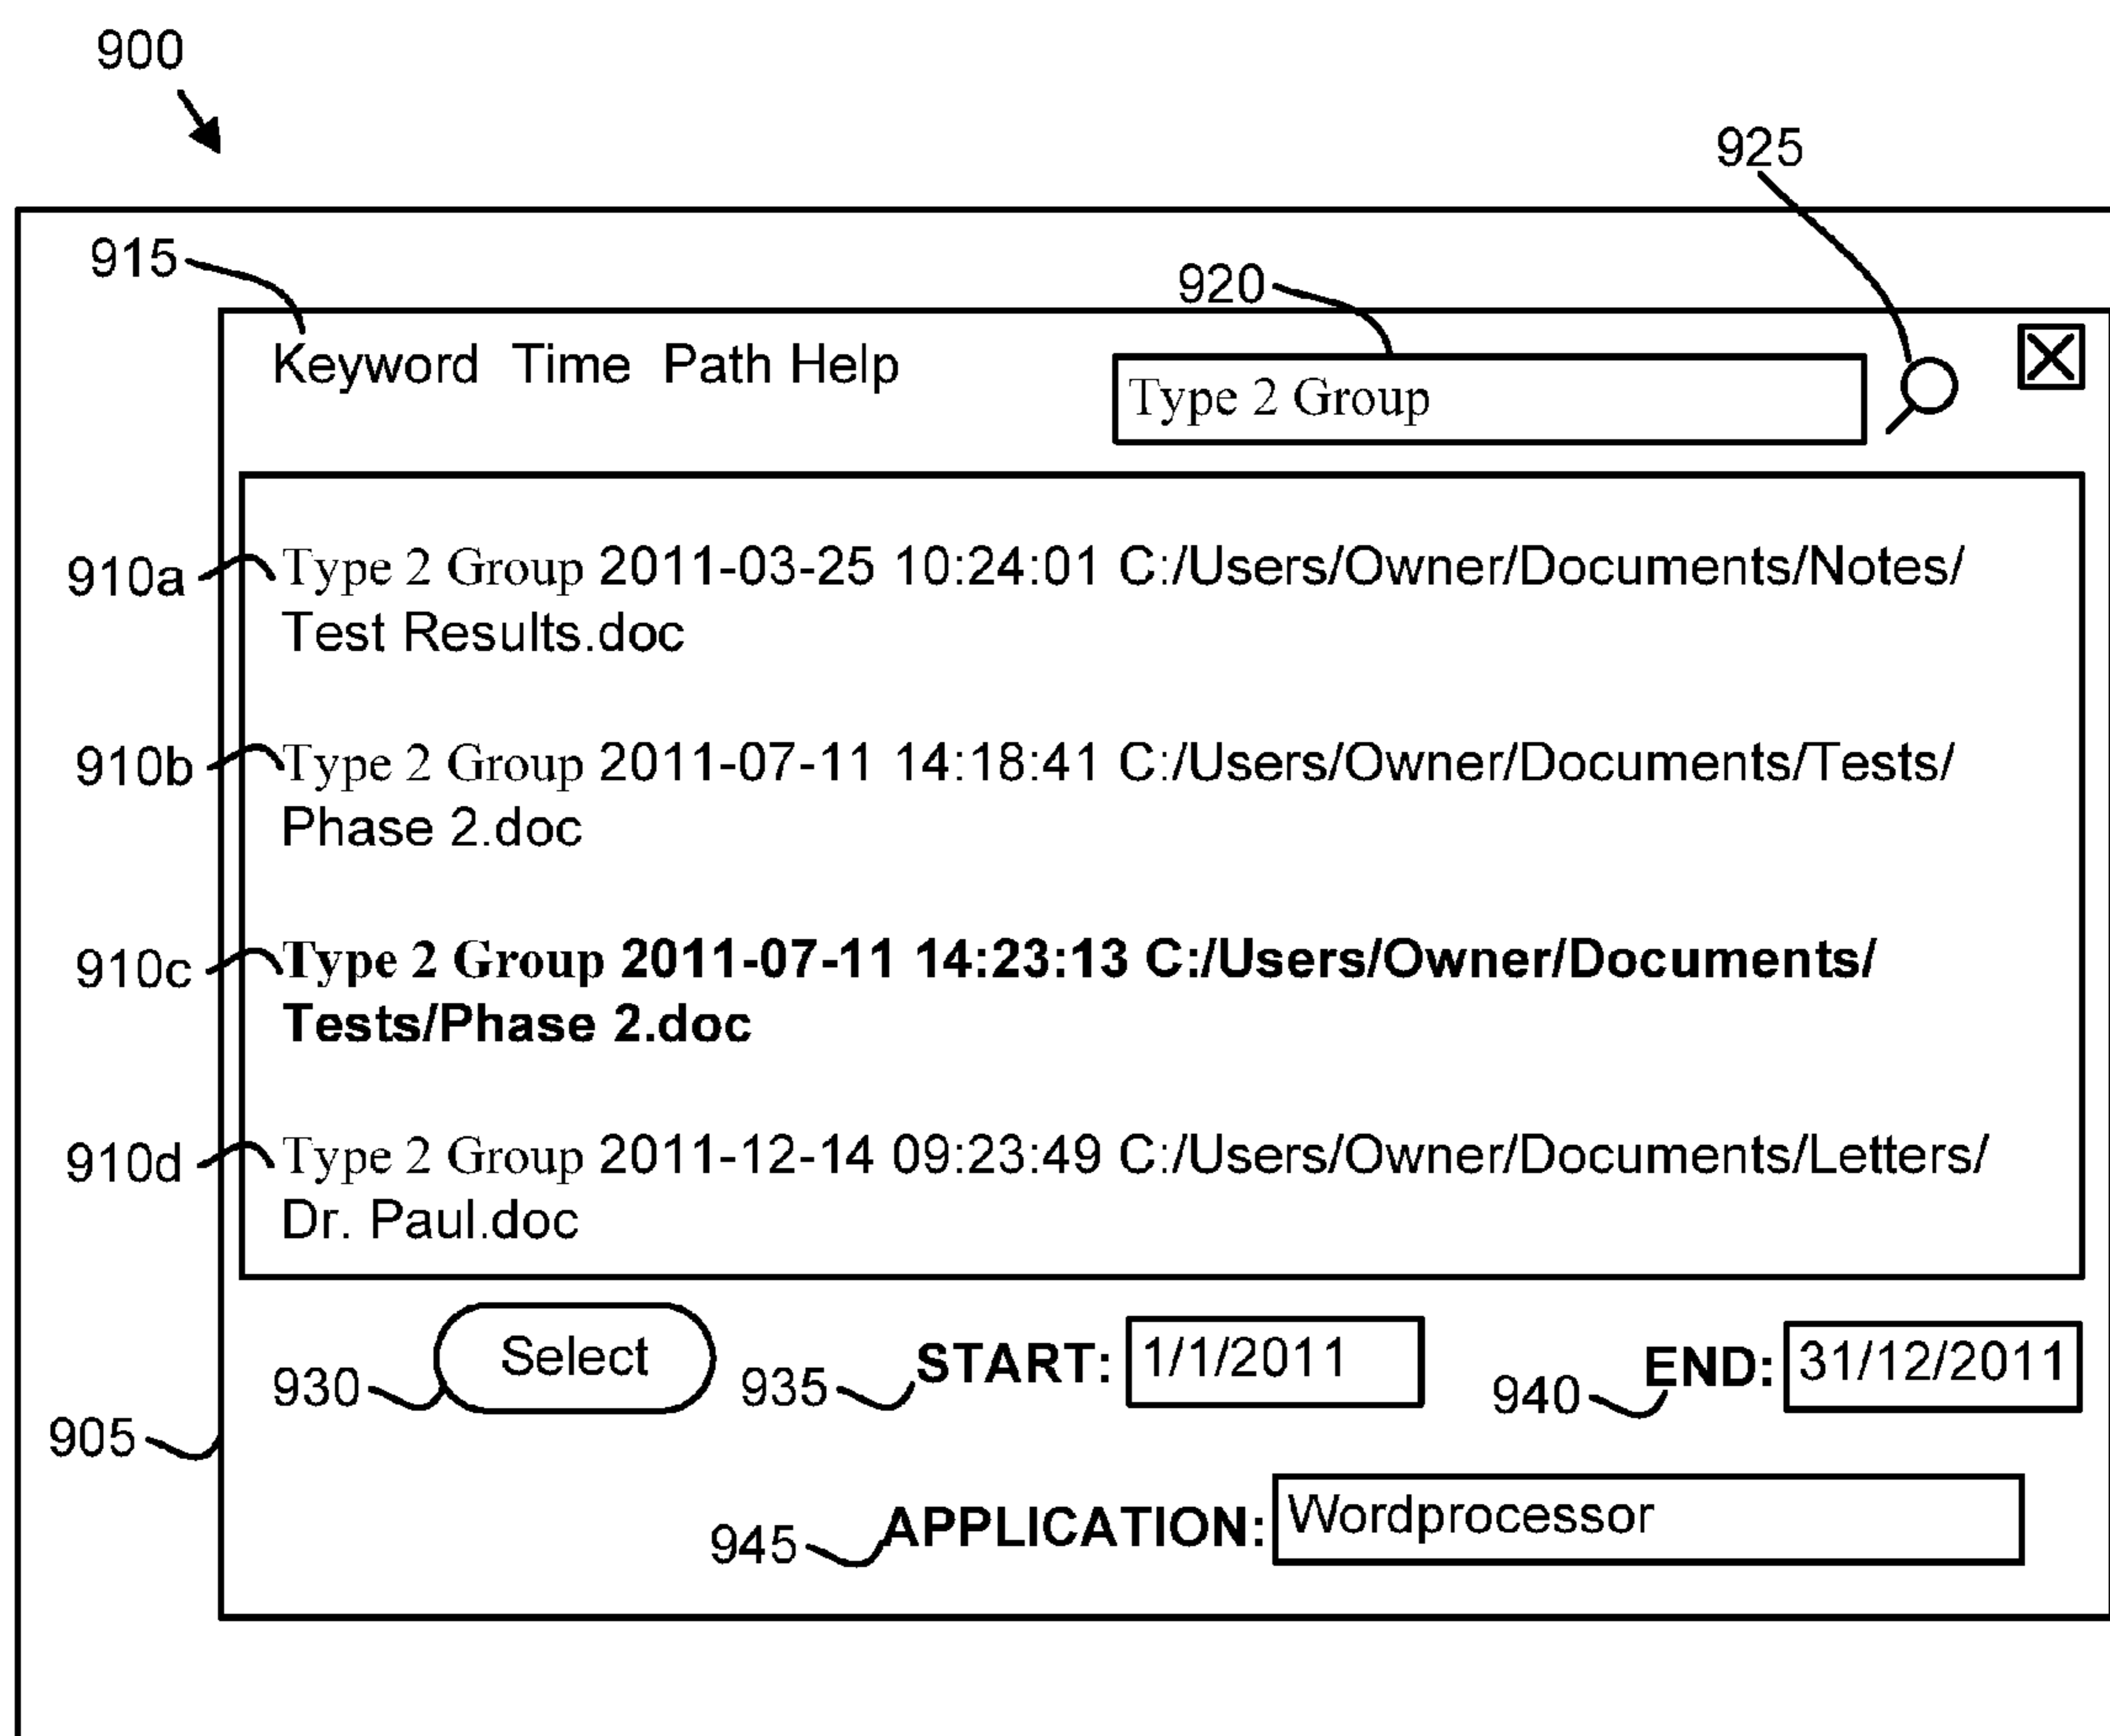 900
925
915
920
Keyword Time Path Help
Type 2 Group
910a
Type 2 Group 2011-03-25 10:24:01 C:/Users/Owner/Documents/Notes/
Test Results.doc
910b
Type 2 Group 2011-07-11 14:18:41 C:/Users/Owner/Documents/Tests/
Phase 2.doc
910c
Type 2 Group 2011-07-11 14:23:13 C:/Users/Owner/Documents/
Tests/Phase 2.doc
910d
Type 2 Group 2011-12-14 09:23:49 C:/Users/Owner/Documents/Letters/
Dr. Paul.doc
930
Select
935
START: 1/1/2011
940
END: 31/12/2011
905
945
APPLICATION: Wordprocessor